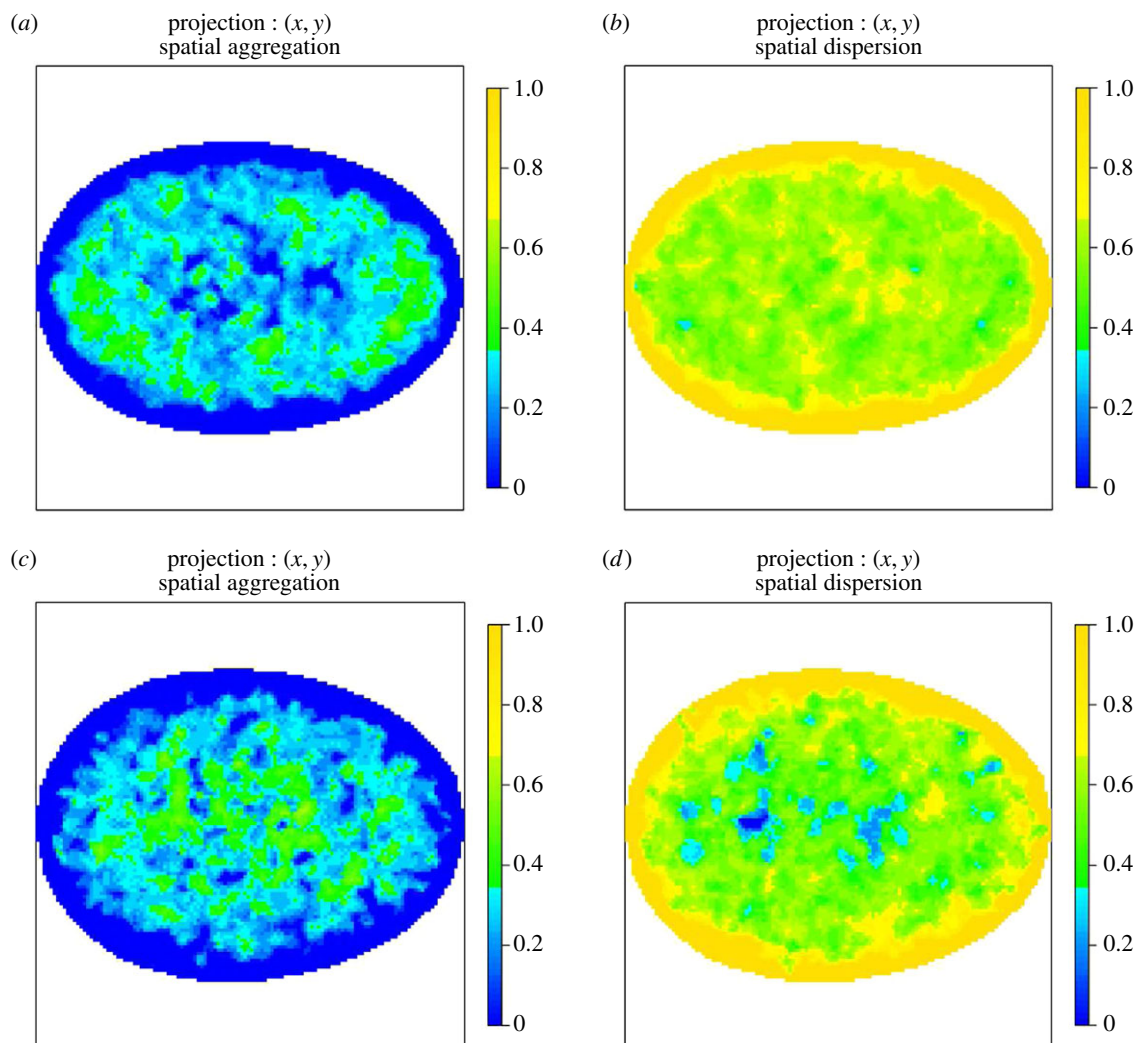 (a)
projection : (x, y)
spatial aggregation
1.0
0.8
0.6
0.4
0.2
0
(b)
projection : (x, y)
spatial dispersion
1.0
0.8
0.6
0.4
0.2
0
(c)
projection : (x, y)
spatial aggregation
1.0
0.8
0.6
0.4
0.2
0
(d)
projection : (x, y)
spatial dispersion
1.0
0.8
0.6
0.4
0.2
0